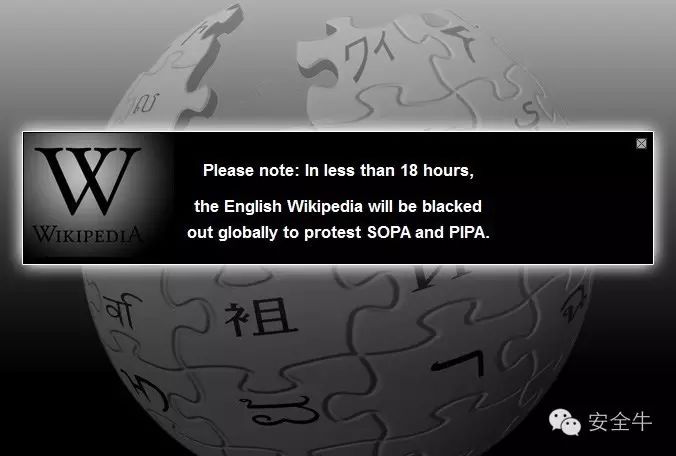 ウィ
W
WIKIPEDIA
Please note: In less than 18 hours,
the English Wikipedia will be blacked
out globally to protest SOPA and PIPA.
র্বা
祖
안全牛